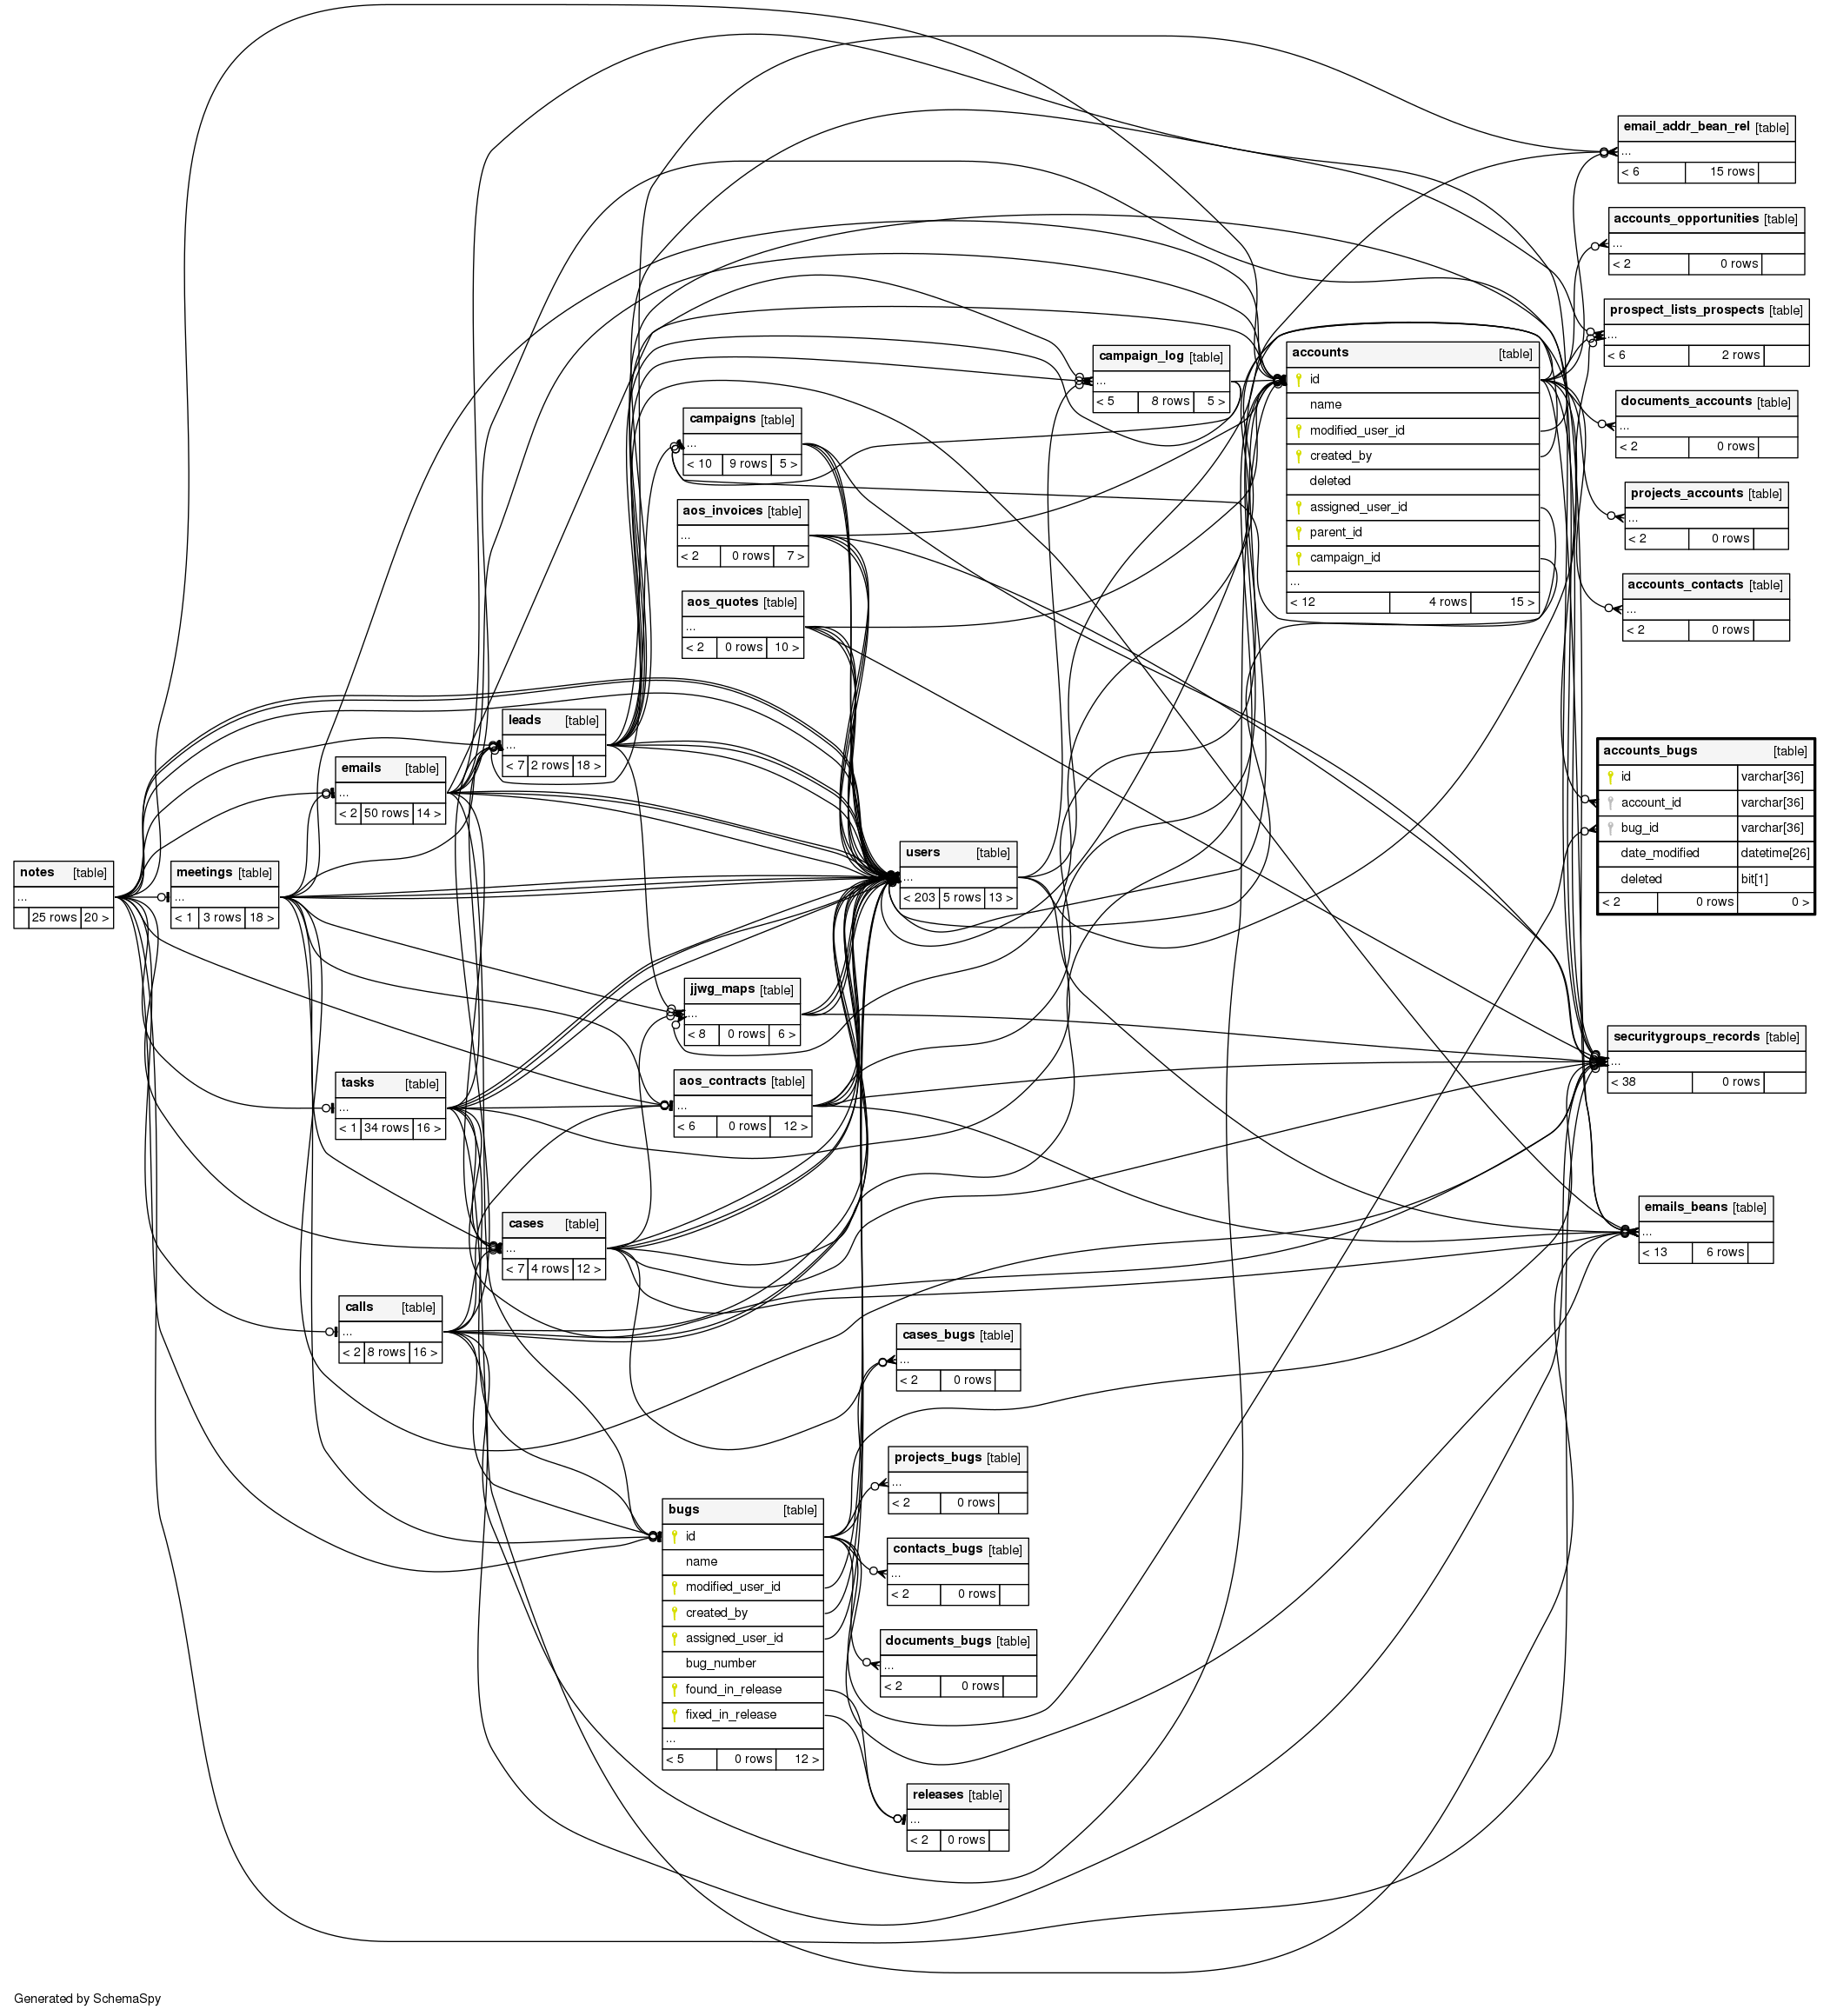 email_addr_bean_rel [table]
...
< 6 15 rows
accounts_opportunities [table]
...
< 2 0 rows
prospect_lists_prospects [table]
...
< 6 2 rows
campaign_log [table]
...
< 5 8 rows 5 >
accounts [table]
id
name
modified_user_id
created_by
deleted
assigned_user_id
parent_id
campaign_id
...
< 12 4 rows 15 >
documents_accounts [table]
...
< 2 0 rows
campaigns [table]
...
< 10 9 rows 5 >
projects_accounts [table]
...
< 2 0 rows
aos_invoices [table]
...
< 2 0 rows 7 >
accounts_contacts [table]
...
< 2 0 rows
aos_quotes [table]
...
< 2 0 rows 10 >
leads [table]
...
< 7 2 rows 18 >
accounts_bugs [table]
id varchar[36]
account_id varchar[36]
bug_id varchar[36]
date_modified datetime[26]
deleted bit[1]
< 2 0 rows 0 >
emails [table]
...
< 2 50 rows 14 >
users [table]
...
< 203 5 rows 13 >
notes [table]
...
25 rows 20 >
meetings [table]
...
< 1 3 rows 18 >
jjwg_maps [table]
...
< 8 0 rows 6 >
securitygroups_records [table]
...
< 38 0 rows
tasks [table]
...
< 1 34 rows 16 >
aos_contracts [table]
...
< 6 0 rows 12 >
emails_beans [table]
...
< 13 6 rows
cases [table]
...
< 7 4 rows 12 >
calls [table]
...
< 2 8 rows 16 >
cases_bugs [table]
...
< 2 0 rows
projects_bugs [table]
...
< 2 0 rows
bugs [table]
id
name
modified_user_id
created_by
assigned_user_id
bug_number
found_in_release
fixed_in_release
...
< 5 0 rows 12 >
contacts_bugs [table]
...
< 2 0 rows
documents_bugs [table]
...
< 2 0 rows
releases [table]
...
< 2 0 rows
Generated by SchemaSpy